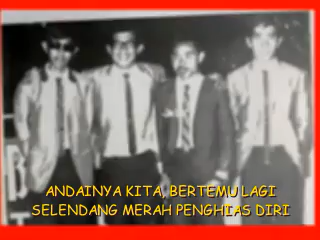 ANDAINYA KITA, BERTEMU LAGI
SELENDANG MERAH PENGHIAS DIRI